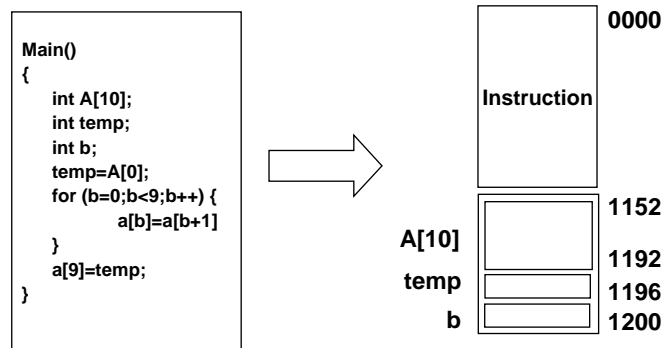 Main()
{
int A[10];
int temp;
int b;
temp=A[0];
for (b=0;b<9;b++) {
a[b]=a[b+1]
}
a[9]=temp;
}
0000
Instruction
1152
A[10]
1192
temp
1196
b
1200